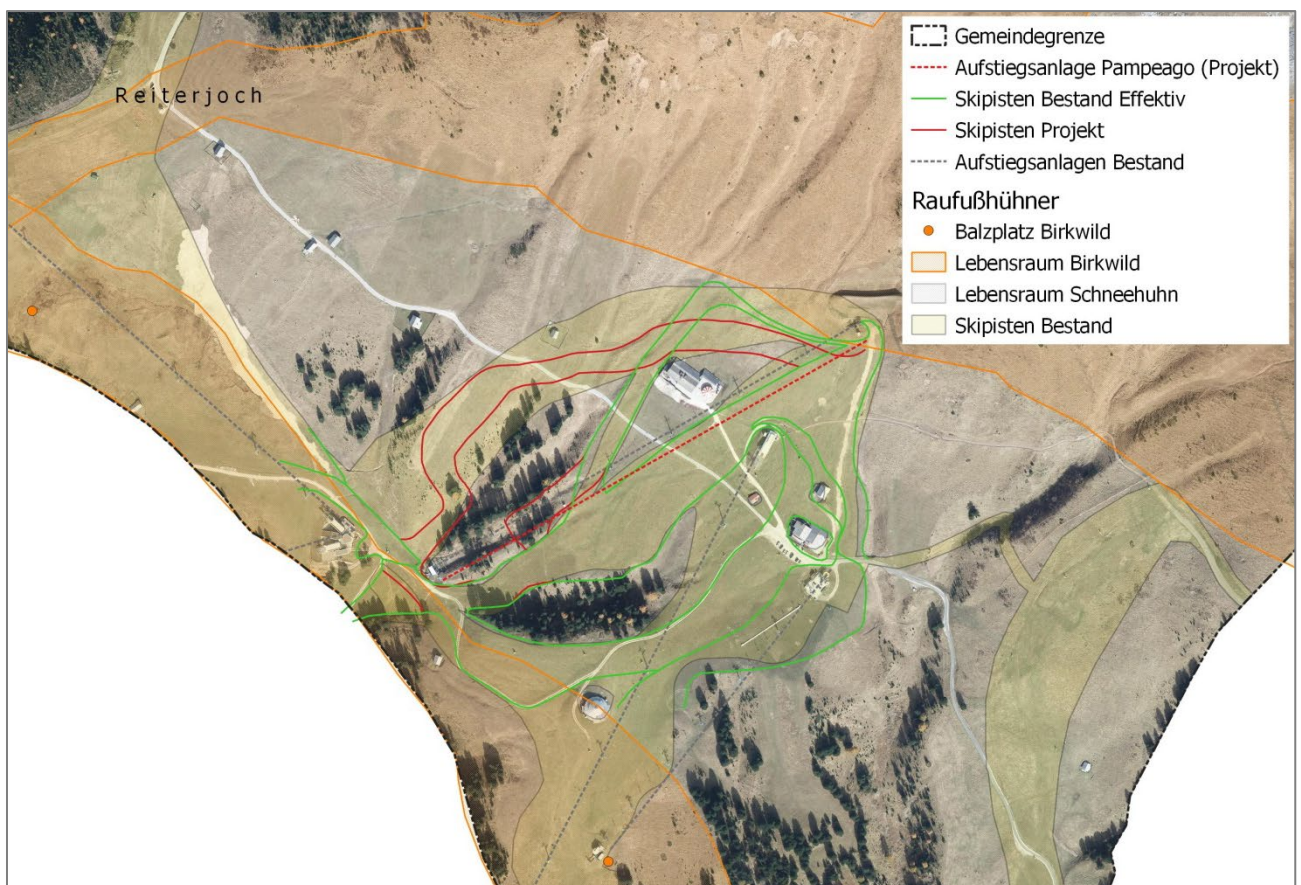 Reiterjoch
Gemeindegrenze
Aufstiegsanlage Pampeago (Projekt)
Skipisten Bestand Effektiv
Skipisten Projekt
Aufstiegsanlagen Bestand
Raufußhühner
Balzplatz Birkwild
Lebensraum Birkwild
Lebensraum Schneehuhn
Skipisten Bestand